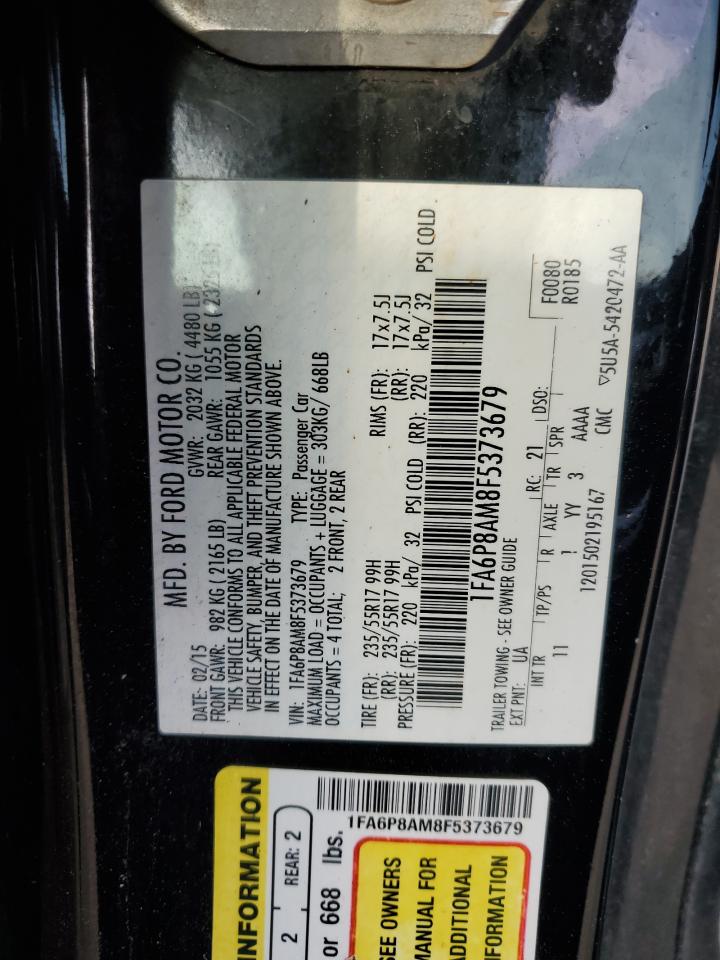 MFD. BY FORD MOTOR CO.
DATE: 02/15 GVWR: 2032 KG ( 4480 LB)
FRONT GAWR: 982 KG ( 2165 LB) REAR GAWR: 1055 KG ( 2326 LB)
THIS VEHICLE CONFORMS TO ALL APPLICABLE FEDERAL MOTOR
VEHICLE SAFETY, BUMPER, AND THEFT PREVENTION STANDARDS
IN EFFECT ON THE DATE OF MANUFACTURE SHOWN ABOVE.
VIN: 1FA6P8AM8F5373679 TYPE: Passenger Car
MAXIMUM LOAD = OCCUPANTS + LUGGAGE = 303KG/ 668LB
OCCUPANTS = 4 TOTAL; 2 FRONT, 2 REAR
TIRE (FR): 235/55R17 99H RIMS (FR): 17x7.5J
(RR): 235/55R17 99H (RR): 17x7.5J
PRESSURE (FR): 220 kPa/ 32 PSI COLD (RR): 220 kPa/ 32 PSI COLD
1FA6P8AM8F5373679
TRAILER TOWING - SEE OWNER GUIDE
EXT PNT: UA RC: 21 DSO: F0080
R0185
INT TR TP/PS R AXLE TR SPR
11 1 YY 3 AAAA
CMC
1201502195167 ▽5U5A-5420472-AA
INFORMATION
2 REAR: 2
or 668 lbs.
1FA6P8AM8F5373679
SEE OWNERS
MANUAL FOR
ADDITIONAL
INFORMATION